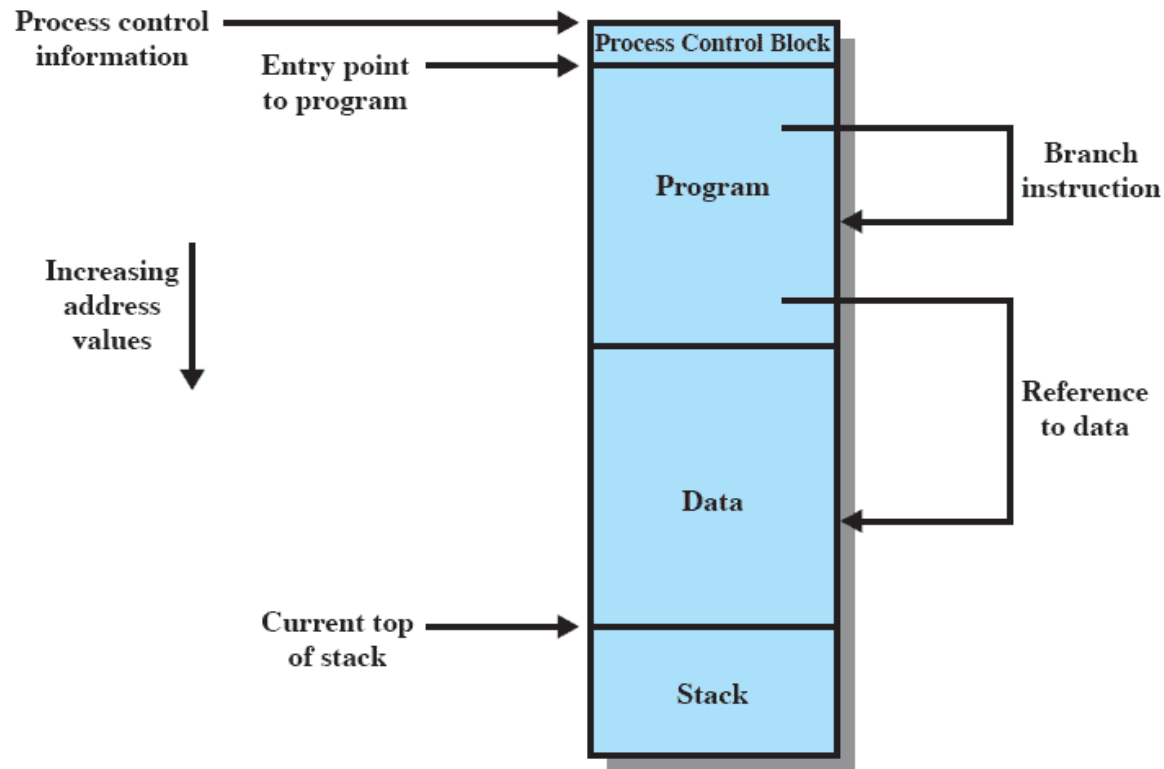 Process control
information
Process Control Block
Entry point
to program
Branch
instruction
Program
Increasing
address
values
Reference
to data
Data
Current top
of stack
Stack